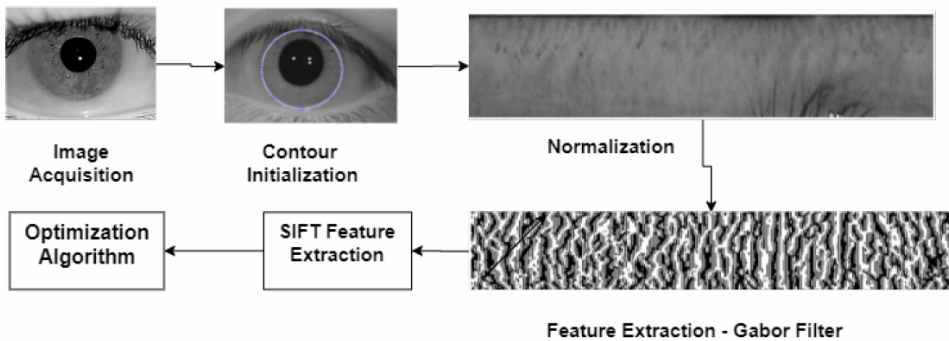 Image
Acquisition
Contour
Initialization
Normalization
Optimization
Algorithm
SIFT Feature
Extraction
Feature Extraction - Gabor Filter